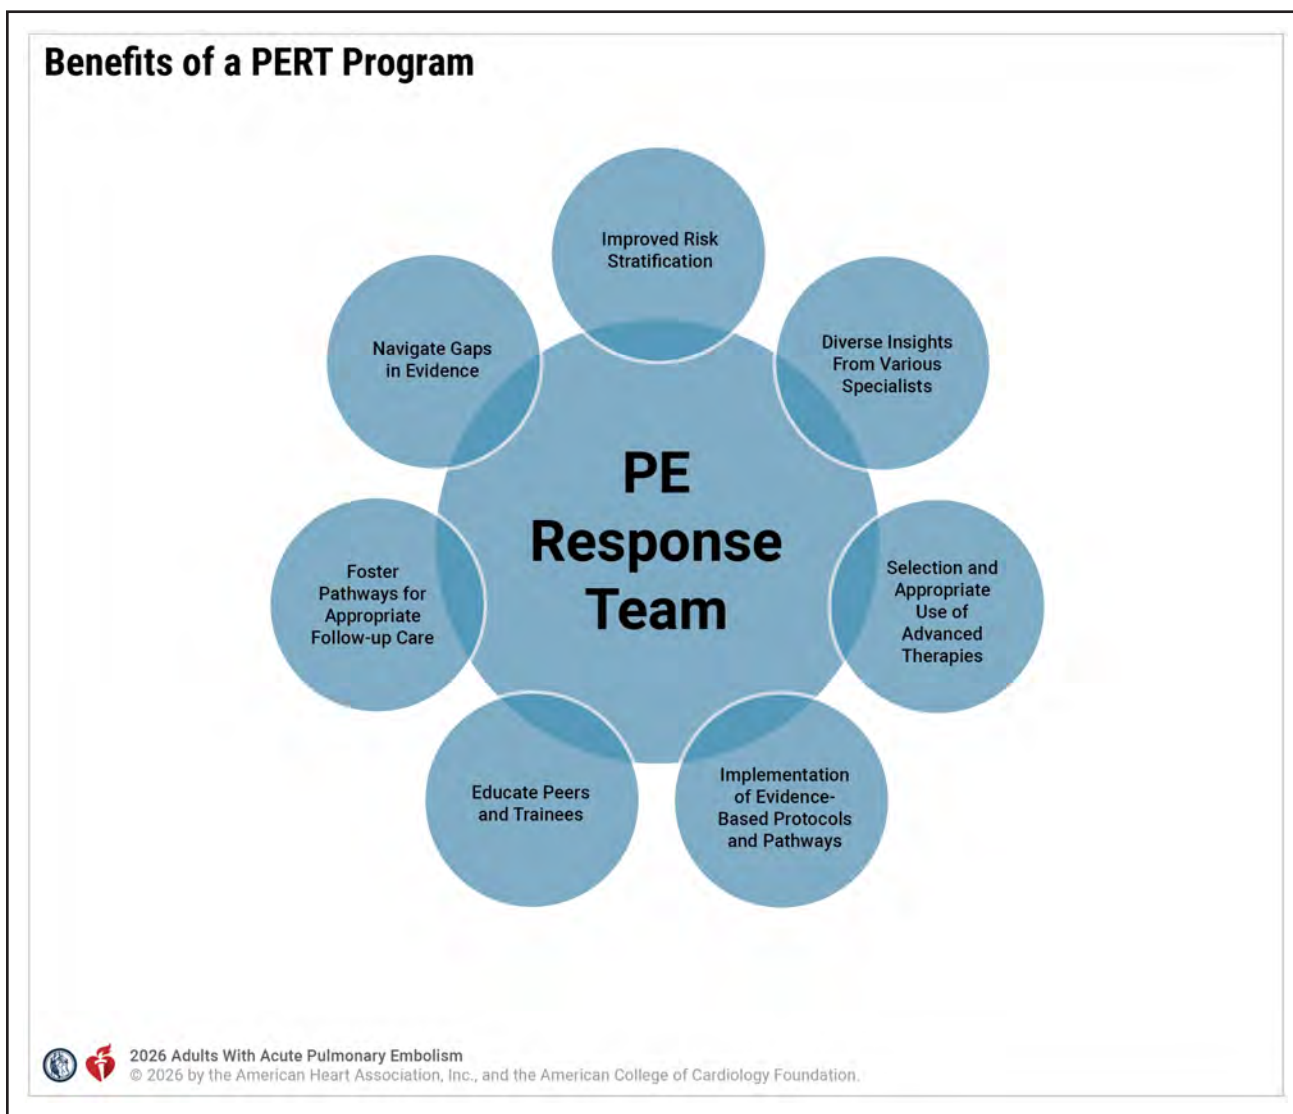 Benefits of a PERT Program
Improved Risk
Stratification
Diverse Insights
From Various
Specialists
Selection and
Appropriate
Use of
Advanced
Therapies
Implementation
of Evidence-
Based Protocols
and Pathways
Educate Peers
and Trainees
Foster
Pathways for
Appropriate
Follow-up Care
Navigate Gaps
in Evidence
PE
Response
Team
2026 Adults With Acute Pulmonary Embolism
© 2026 by the American Heart Association, Inc., and the American College of Cardiology Foundation.